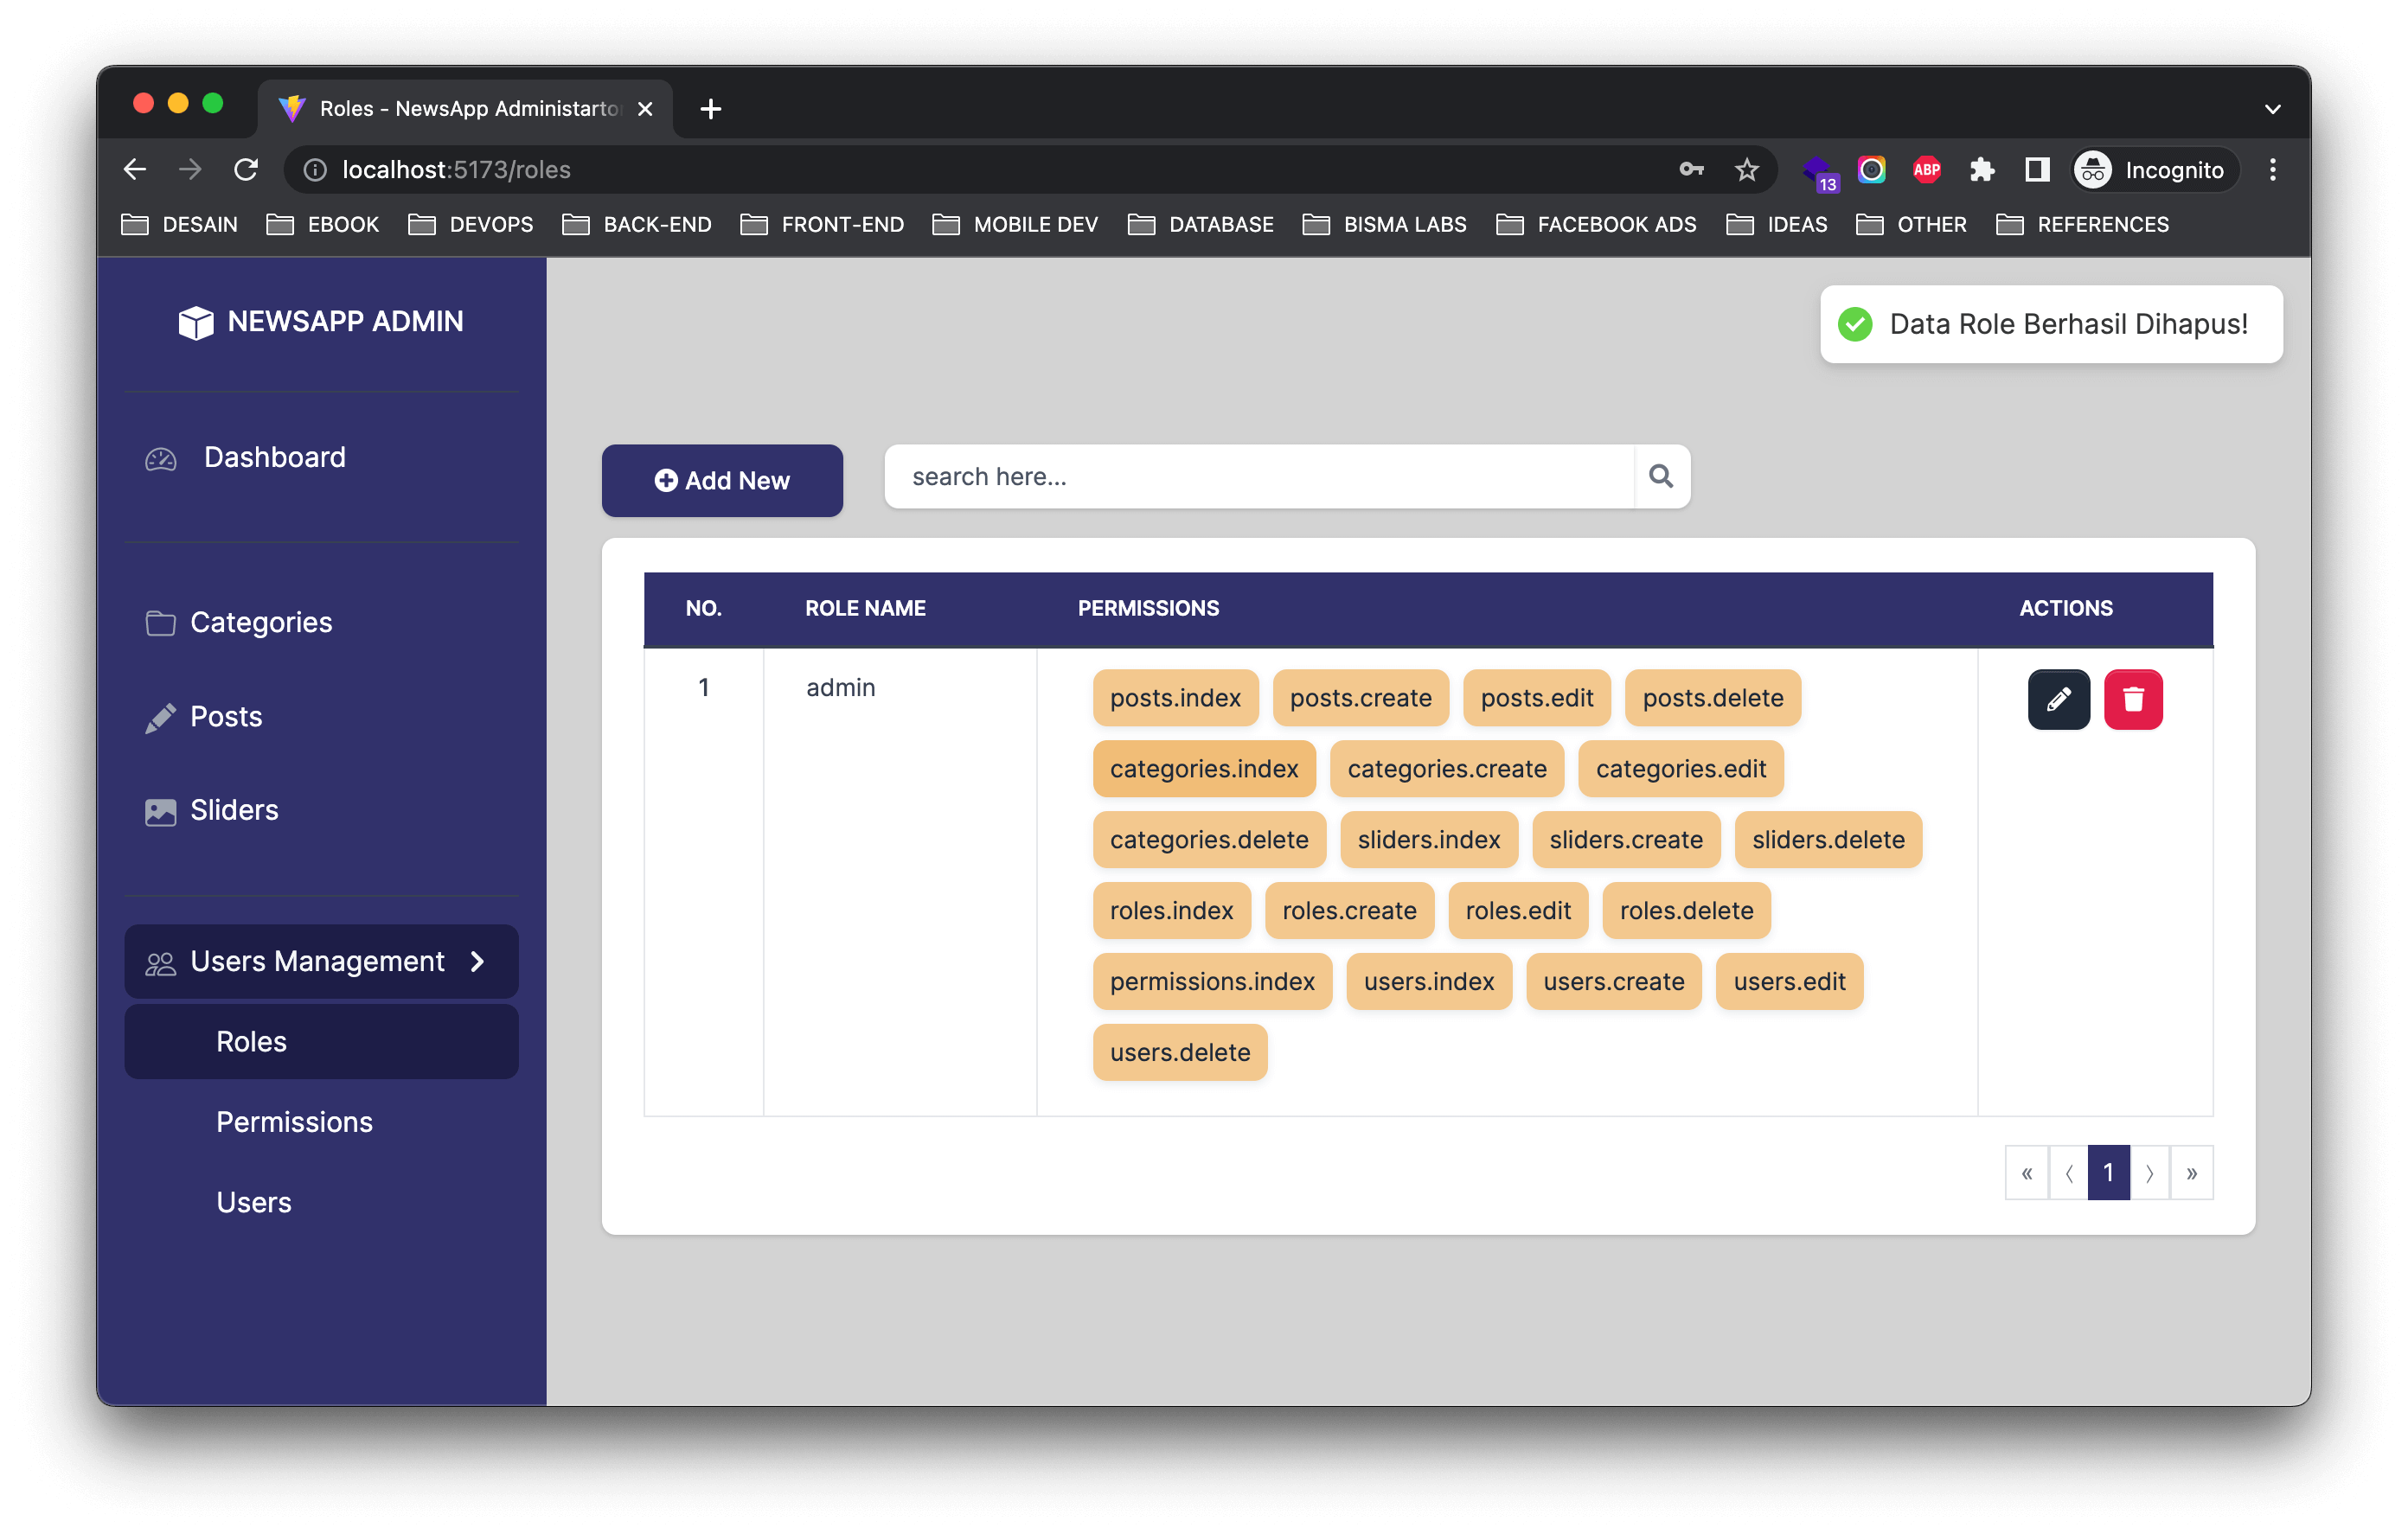 Roles - NewsApp Administarto
localhost:5173/roles
13
ABP
Incognito
DESAIN EBOOK DEVOPS BACK-END FRONT-END MOBILE DEV DATABASE BISMA LABS FACEBOOK ADS IDEAS OTHER REFERENCES
NEWSAPP ADMIN
Data Role Berhasil Dihapus!
Dashboard
Categories
Posts
Sliders
Users Management
Roles
Permissions
Users
Add New
search here...
NO. ROLE NAME PERMISSIONS ACTIONS
1 admin
posts.index posts.create posts.edit posts.delete
categories.index categories.create categories.edit
categories.delete sliders.index sliders.create sliders.delete
roles.index roles.create roles.edit roles.delete
permissions.index users.index users.create users.edit
users.delete
« ⟨ 1 ⟩ »